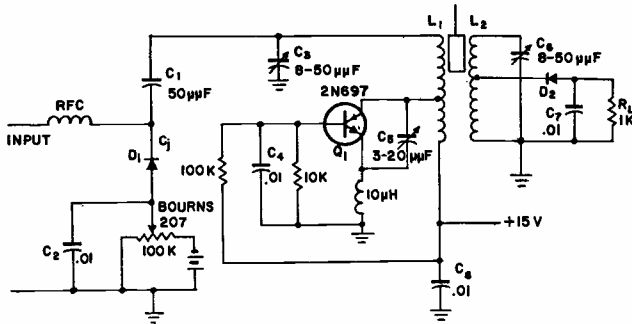 L1 L2
C1
50μμF
C3
8-50μμF
C6
8-50μμF
2N697
RFC
INPUT
Cj
D1
D2
C7
.01
RL
1K
Q1
C5
3-20μμF
100K
C4
.01
10K
10μH
BOURNS
207
100K
C2
.01
+15V
C8
.01